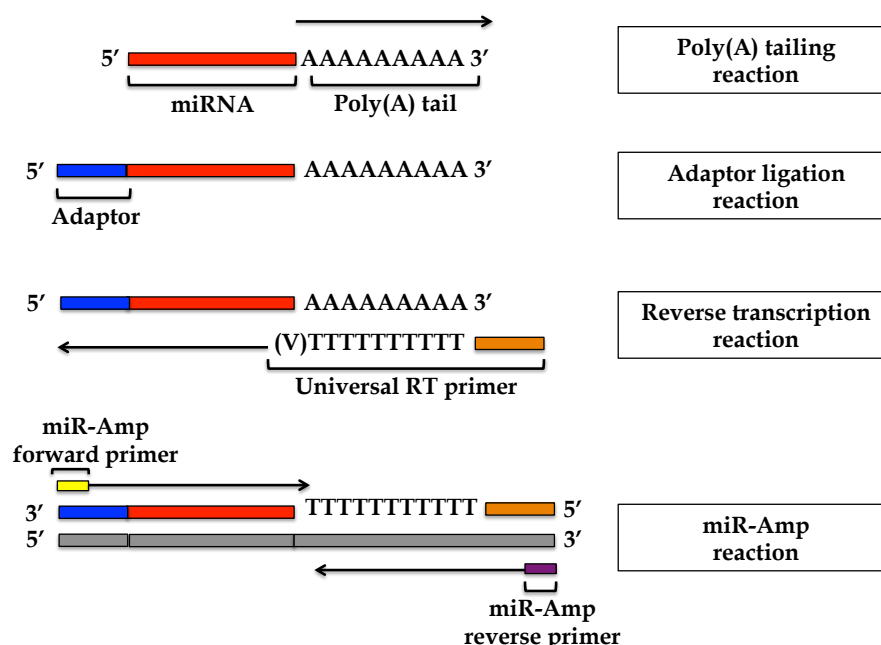 5′ AAAAAAAAA 3′
miRNA Poly(A) tail
Poly(A) tailing
reaction
5′ AAAAAAAAA 3′
Adaptor
Adaptor ligation
reaction
5′ AAAAAAAAA 3′
(V)TTTTTTTTTT
Universal RT primer
Reverse transcription
reaction
miR-Amp
forward primer
3′ TTTTTTTTTTT 5′
5′ 3′
miR-Amp
reverse primer
miR-Amp
reaction